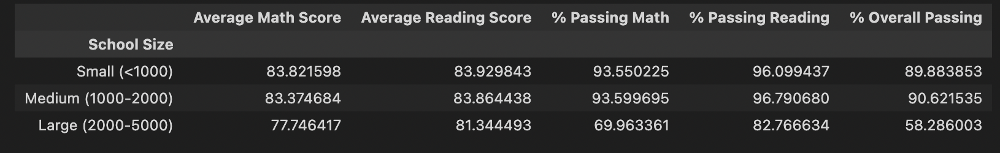 Average Math Score Average Reading Score % Passing Math % Passing Reading % Overall Passing
School Size
Small (<1000) 83.821598 83.929843 93.550225 96.099437 89.883853
Medium (1000-2000) 83.374684 83.864438 93.599695 96.790680 90.621535
Large (2000-5000) 77.746417 81.344493 69.963361 82.766634 58.286003